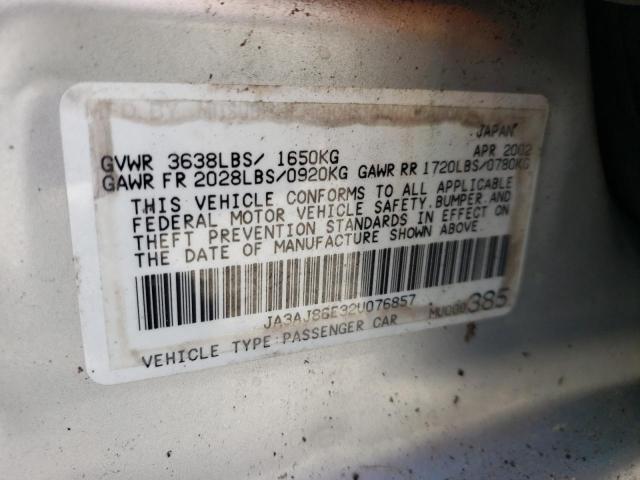 JAPAN
APR 2002
GVWR 3638LBS/ 1650KG
GAWR FR 2028LBS/0920KG GAWR RR 1720LBS/0780KG
THIS VEHICLE CONFORMS TO ALL APPLICABLE
FEDERAL MOTOR VEHICLE SAFETY.BUMPER.AND
THEFT PREVENTION STANDARDS IN EFFECT ON
THE DATE OF MANUFACTURE SHOWN ABOVE.
JA3AJ86E32U076857
385
VEHICLE TYPE:PASSENGER CAR